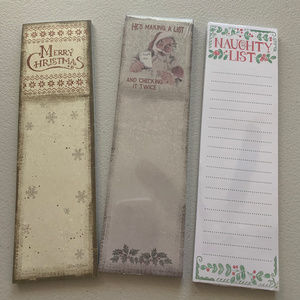 MERRY
CHRISTMAS
HE'S MAKING A LIST
AND CHECKING
IT TWICE
NAUGHTY
LIST